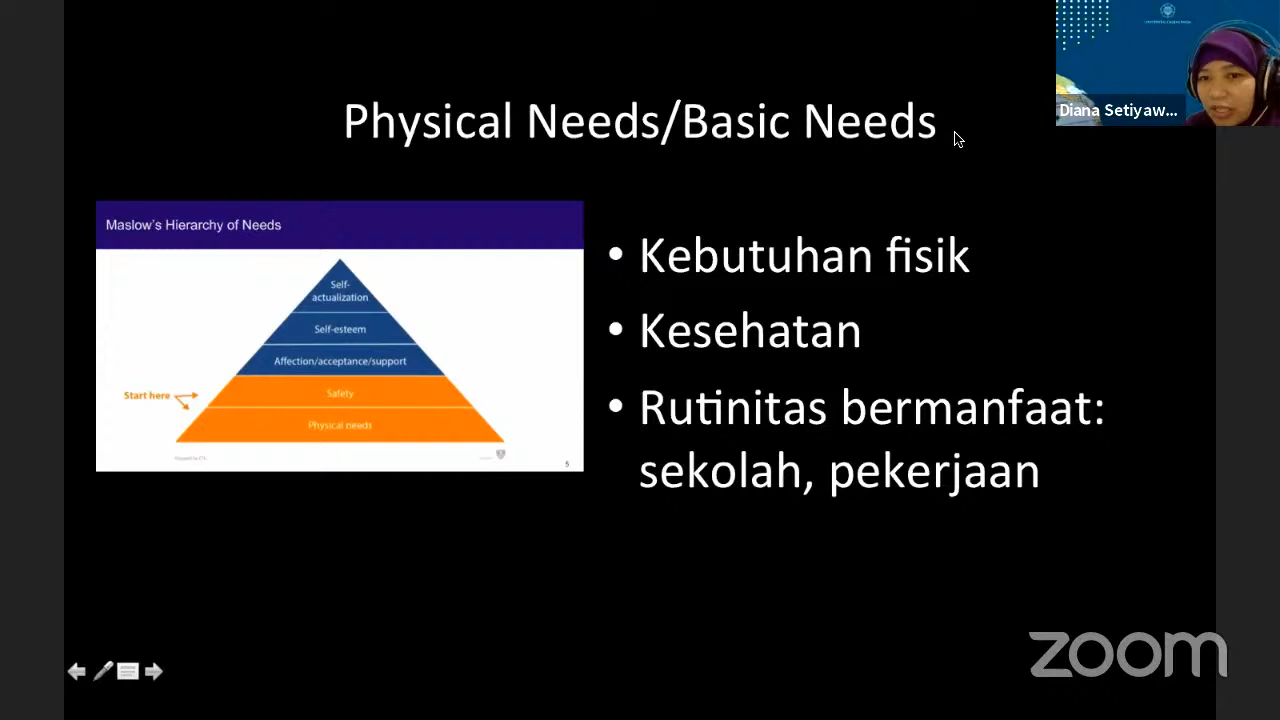 Physical Needs/Basic Needs
Diana Setiyaw...
Maslow's Hierarchy of Needs
Self-
actualization
Self-esteem
Affection/acceptance/support
Start here
Safety
Physical needs
5
• Kebutuhan fisik
• Kesehatan
• Rutinitas bermanfaat:
sekolah, pekerjaan
zoom